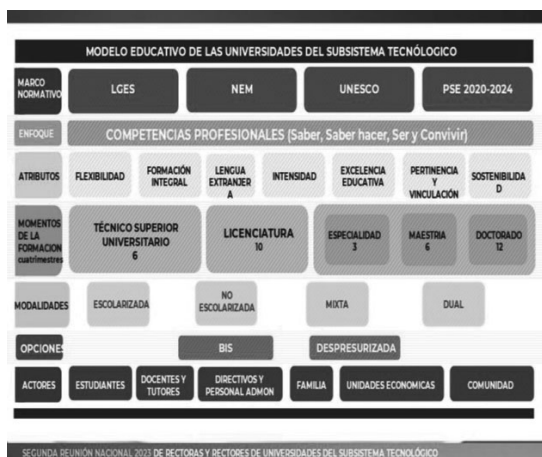 MODELO EDUCATIVO DE LAS UNIVERSIDADES DEL SUBSISTEMA TECNÓLOGICO
MARCO
NORMATIVO
LGES
NEM
UNESCO
PSE 2020-2024
ENFOQUE
COMPETENCIAS PROFESIONALES (Saber, Saber hacer, Ser y Convivir)
ATRIBUTOS
FLEXIBILIDAD
FORMACIÓN
INTEGRAL
LENGUA
EXTRANJER
A
INTENSIDAD
EXCELENCIA
EDUCATIVA
PERTINENCIA
Y
VINCULACIÓN
SOSTENIBILIDA
D
MOMENTOS
DE LA
FORMACION
cuatrimestres
TÉCNICO SUPERIOR
UNIVERSITARIO
6
LICENCIATURA
10
ESPECIALIDAD
3
MAESTRIA
6
DOCTORADO
12
MODALIDADES
ESCOLARIZADA
NO
ESCOLARIZADA
MIXTA
DUAL
OPCIONES
BIS
DESPRESURIZADA
ACTORES
ESTUDIANTES
DOCENTES Y
TUTORES
DIRECTIVOS Y
PERSONAL ADMON
FAMILIA
UNIDADES ECONOMICAS
COMUNIDAD
SEGUNDA REUNIÓN NACIONAL 2023 DE RECTORAS Y RECTORES DE UNIVERSIDADES DEL SUBSISTEMA TECNOLÓGICO